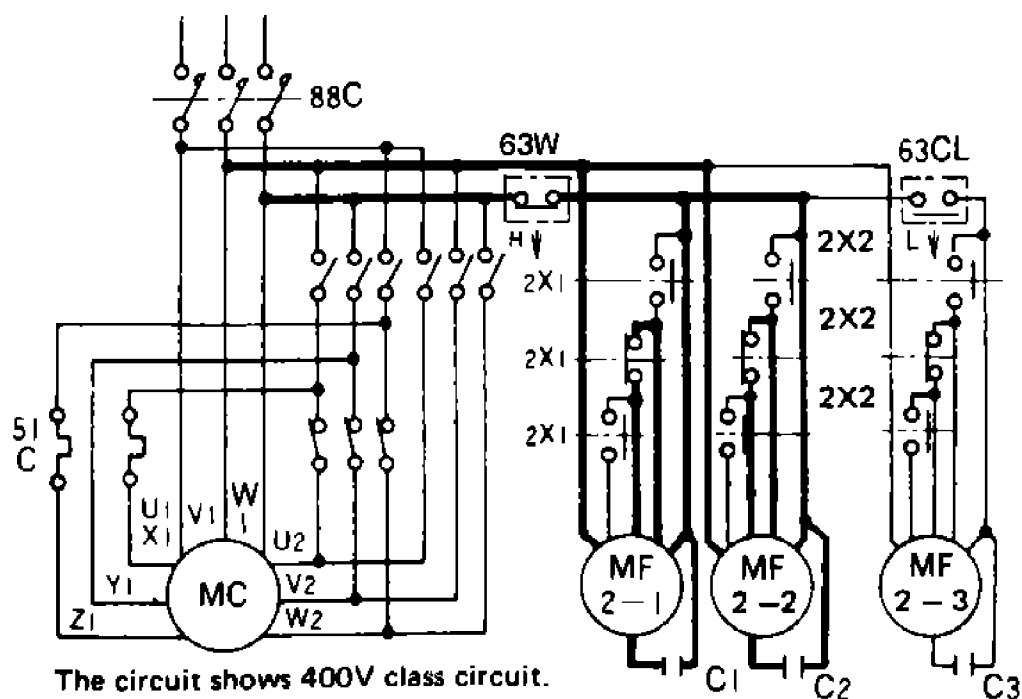 88C
63W
63CL
H
L
2X1
2X2
2X1
2X2
2X1
2X2
51
C
U1
X1
V1
W
1
U2
Y1
V2
Z1
W2
MC
MF
2-1
MF
2-2
MF
2-3
C1
C2
C3
The circuit shows 400V class circuit.